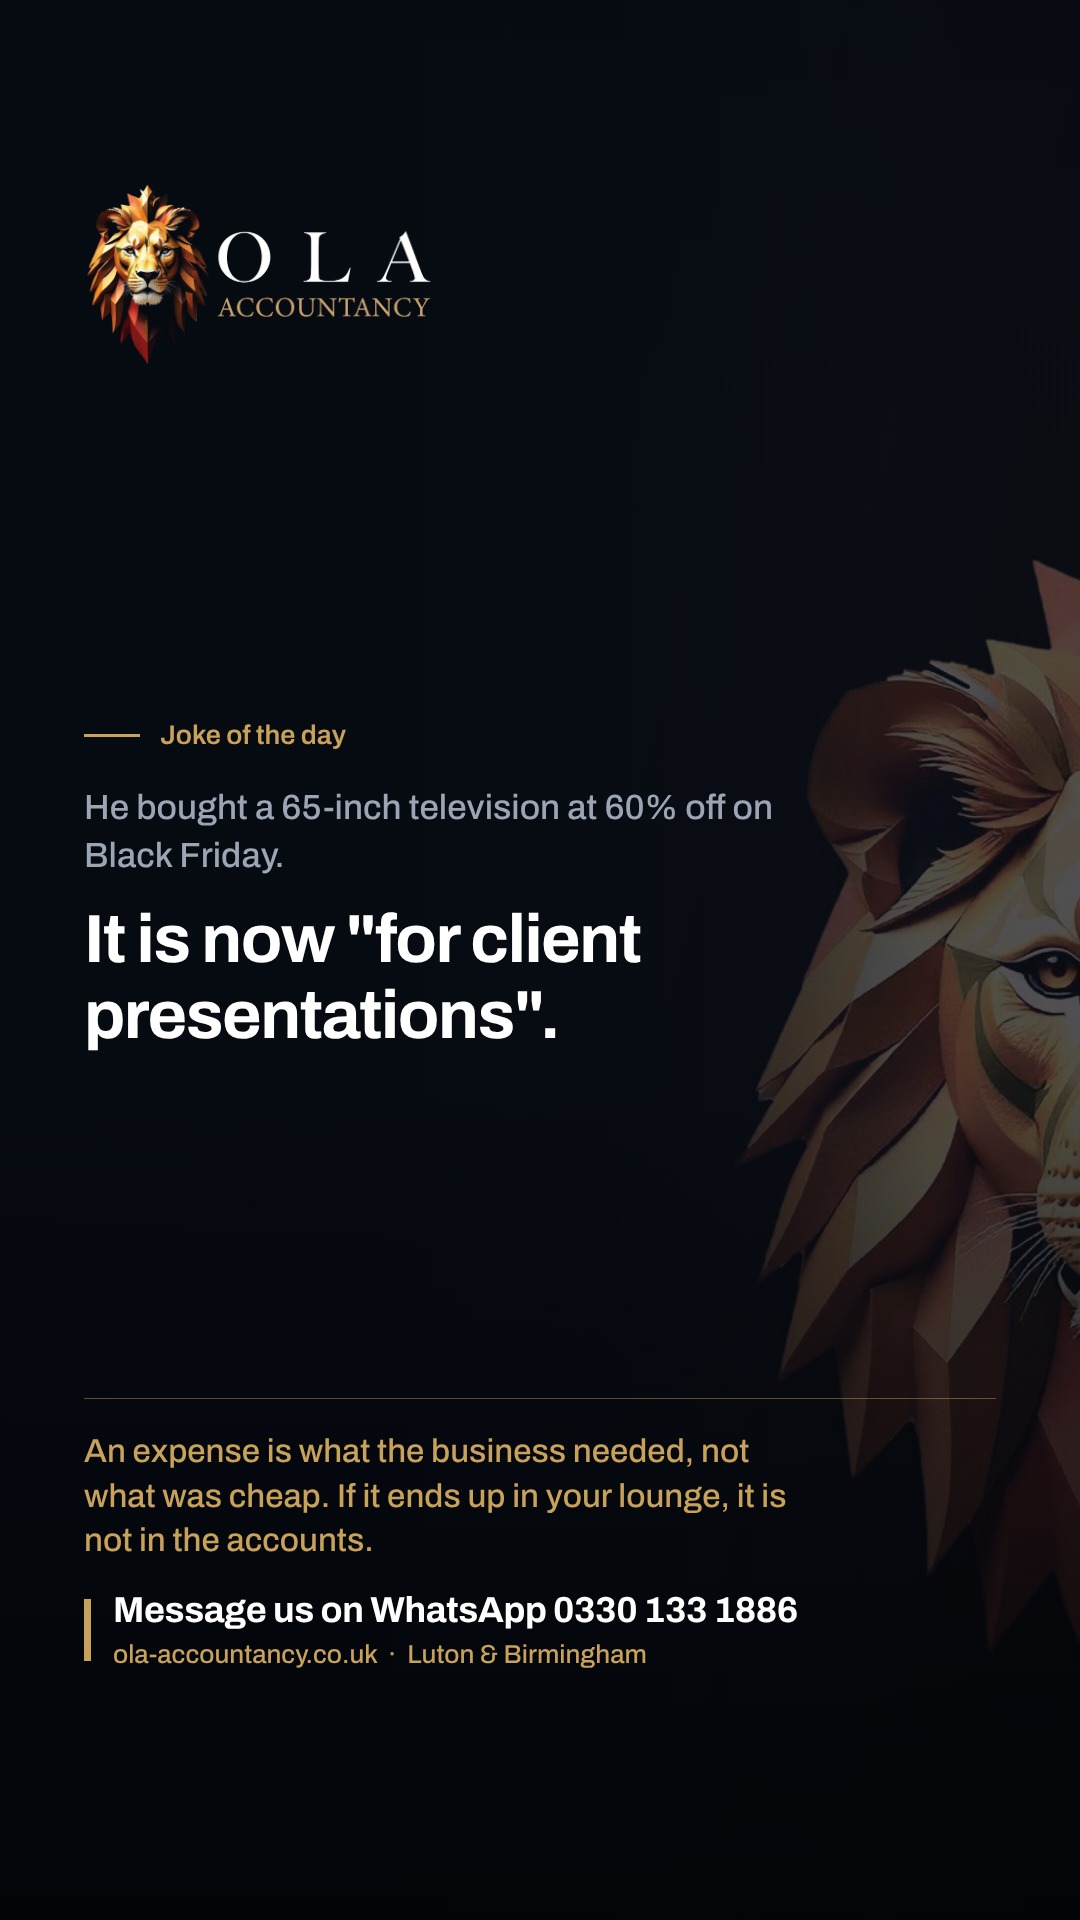 OLA
ACCOUNTANCY
Joke of the day
He bought a 65-inch television at 60% off on
Black Friday.
It is now "for client
presentations".
An expense is what the business needed, not
what was cheap. If it ends up in your lounge, it is
not in the accounts.
Message us on WhatsApp 0330 133 1886
ola-accountancy.co.uk · Luton & Birmingham